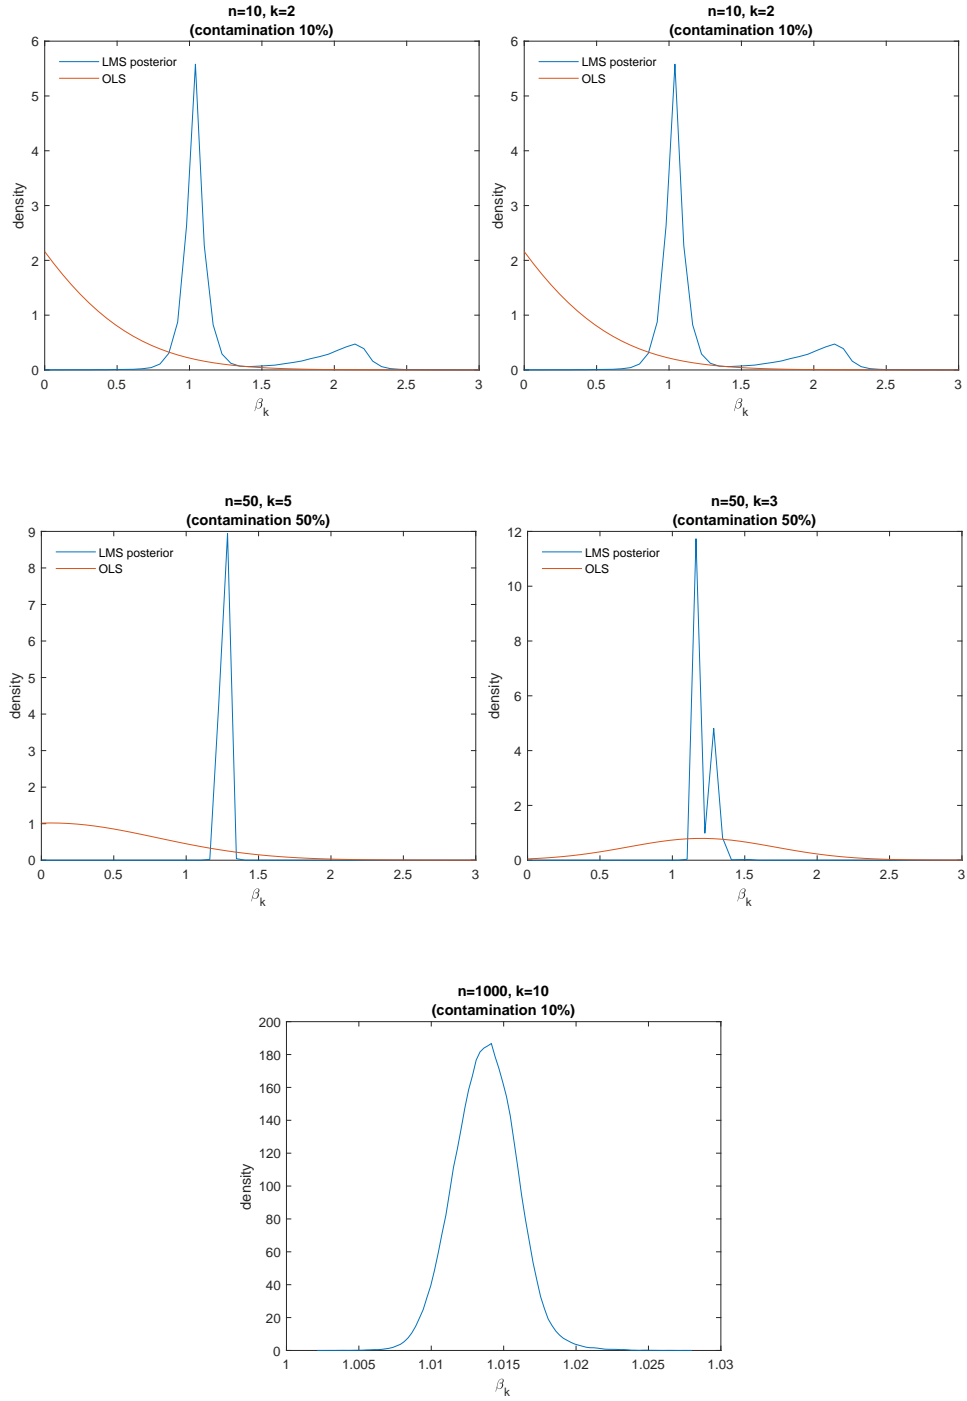 n=10, k=2
(contamination 10%)
6
5
4
3
2
1
0
density
LMS posterior
OLS
0 0.5 1 1.5 2 2.5 3
β_k
n=10, k=2
(contamination 10%)
6
5
4
3
2
1
0
density
LMS posterior
OLS
0 0.5 1 1.5 2 2.5 3
β_k
n=50, k=5
(contamination 50%)
9
8
7
6
5
4
3
2
1
0
density
LMS posterior
OLS
0 0.5 1 1.5 2 2.5 3
β_k
n=50, k=3
(contamination 50%)
12
10
8
6
4
2
0
density
LMS posterior
OLS
0 0.5 1 1.5 2 2.5 3
β_k
n=1000, k=10
(contamination 10%)
200
180
160
140
120
100
80
60
40
20
0
density
1 1.005 1.01 1.015 1.02 1.025 1.03
β_k